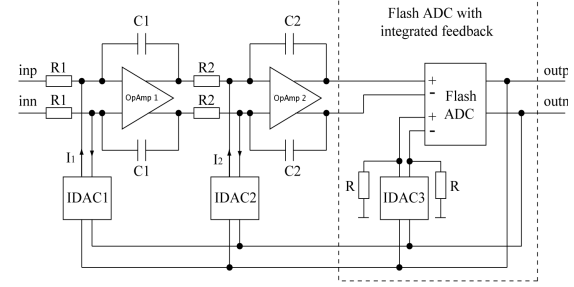 Flash ADC with
integrated feedback
C1
C2
inp
R1
R2
outp
OpAmp 1
OpAmp 2
+
-
Flash
ADC
inn
R1
R2
outn
+
-
C1
C2
I1
I2
R
R
IDAC1
IDAC2
IDAC3